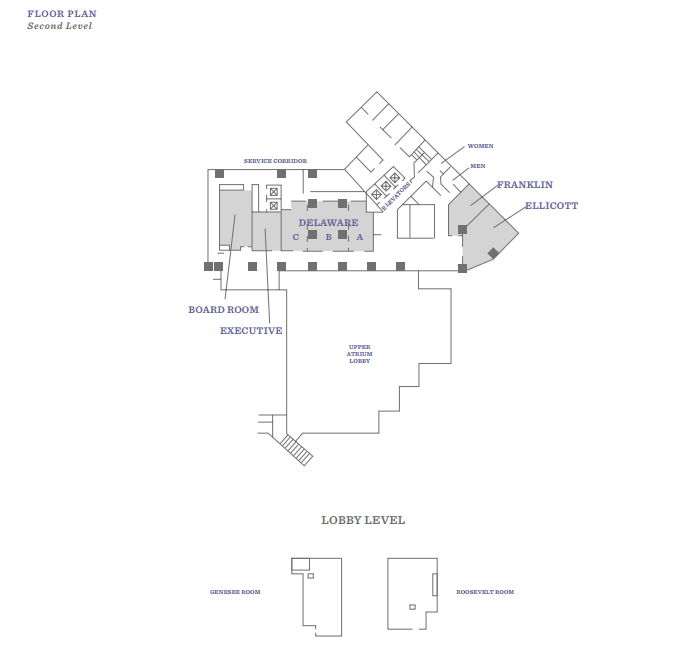 FLOOR PLAN
Second Level
WOMEN
SERVICE CORRIDOR
MEN
FRANKLIN
ELEVATORS
ELLICOTT
DELAWARE
C B A
BOARD ROOM
EXECUTIVE
UPPER
ATRIUM
LOBBY
LOBBY LEVEL
GENESEE ROOM
ROOSEVELT ROOM